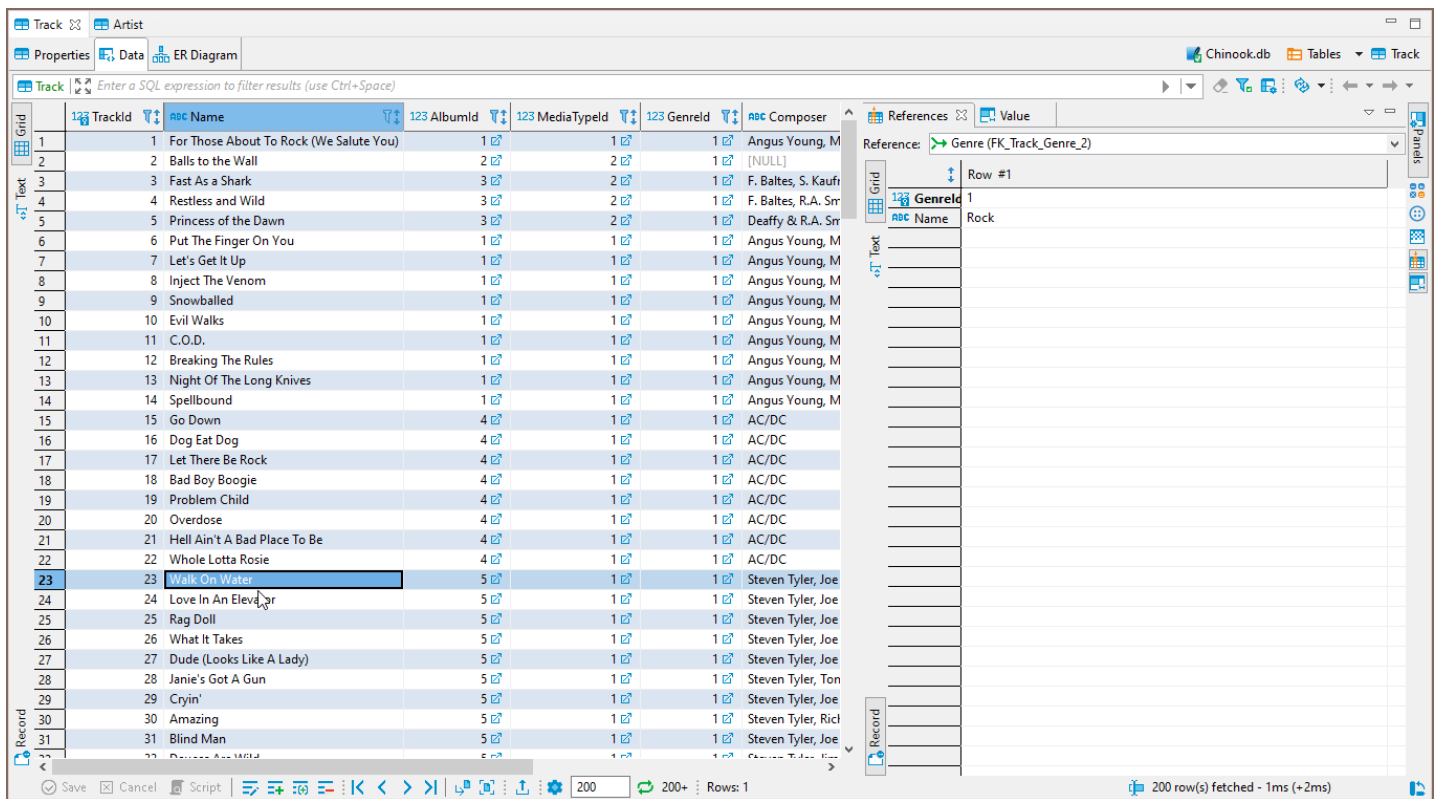 Track Artist
Properties Data ER Diagram Chinook.db Tables Track
Track Enter a SQL expression to filter results (use Ctrl+Space)
Grid
Text
Record
123 TrackId ABC Name 123 AlbumId 123 MediaTypeId 123 GenreId ABC Composer
1 1 For Those About To Rock (We Salute You) 1 1 1 Angus Young, M
2 2 Balls to the Wall 2 2 1 [NULL]
3 3 Fast As a Shark 3 2 1 F. Baltes, S. Kaufr
4 4 Restless and Wild 3 2 1 F. Baltes, R.A. Sm
5 5 Princess of the Dawn 3 2 1 Deaffy & R.A. Sm
6 6 Put The Finger On You 1 1 1 Angus Young, M
7 7 Let's Get It Up 1 1 1 Angus Young, M
8 8 Inject The Venom 1 1 1 Angus Young, M
9 9 Snowballed 1 1 1 Angus Young, M
10 10 Evil Walks 1 1 1 Angus Young, M
11 11 C.O.D. 1 1 1 Angus Young, M
12 12 Breaking The Rules 1 1 1 Angus Young, M
13 13 Night Of The Long Knives 1 1 1 Angus Young, M
14 14 Spellbound 1 1 1 Angus Young, M
15 15 Go Down 4 1 1 AC/DC
16 16 Dog Eat Dog 4 1 1 AC/DC
17 17 Let There Be Rock 4 1 1 AC/DC
18 18 Bad Boy Boogie 4 1 1 AC/DC
19 19 Problem Child 4 1 1 AC/DC
20 20 Overdose 4 1 1 AC/DC
21 21 Hell Ain't A Bad Place To Be 4 1 1 AC/DC
22 22 Whole Lotta Rosie 4 1 1 AC/DC
23 23 Walk On Water 5 1 1 Steven Tyler, Joe
24 24 Love In An Elevator 5 1 1 Steven Tyler, Joe
25 25 Rag Doll 5 1 1 Steven Tyler, Joe
26 26 What It Takes 5 1 1 Steven Tyler, Joe
27 27 Dude (Looks Like A Lady) 5 1 1 Steven Tyler, Joe
28 28 Janie's Got A Gun 5 1 1 Steven Tyler, Ton
29 29 Cryin' 5 1 1 Steven Tyler, Joe
30 30 Amazing 5 1 1 Steven Tyler, Rich
31 31 Blind Man 5 1 1 Steven Tyler, Joe
References Value
Reference: Genre (FK_Track_Genre_2)
Grid
Text
Record
Row #1
123 GenreId 1
ABC Name Rock
Panels
Save Cancel Script 200 200+ Rows: 1 200 row(s) fetched - 1ms (+2ms)